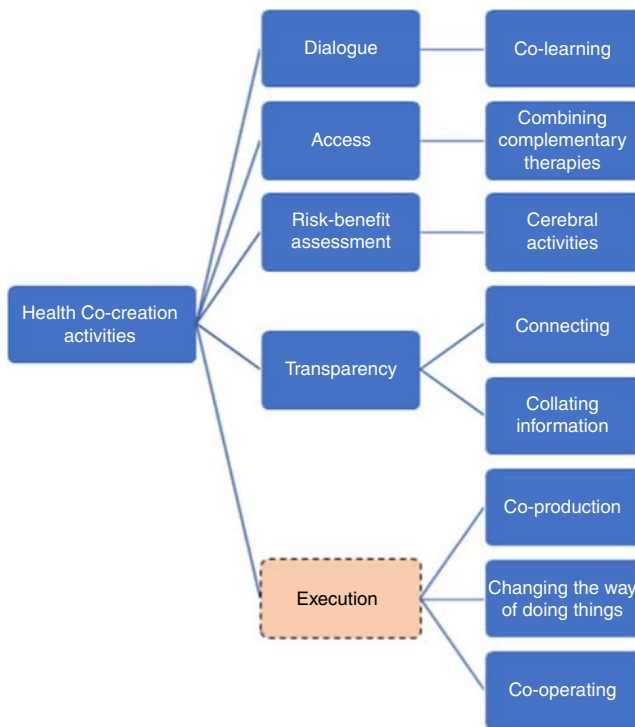 Dialogue
Co-learning
Access
Combining
complementary
therapies
Risk-benefit
assessment
Cerebral
activities
Health Co-creation
activities
Transparency
Connecting
Collating
information
Execution
Co-production
Changing the way
of doing things
Co-operating